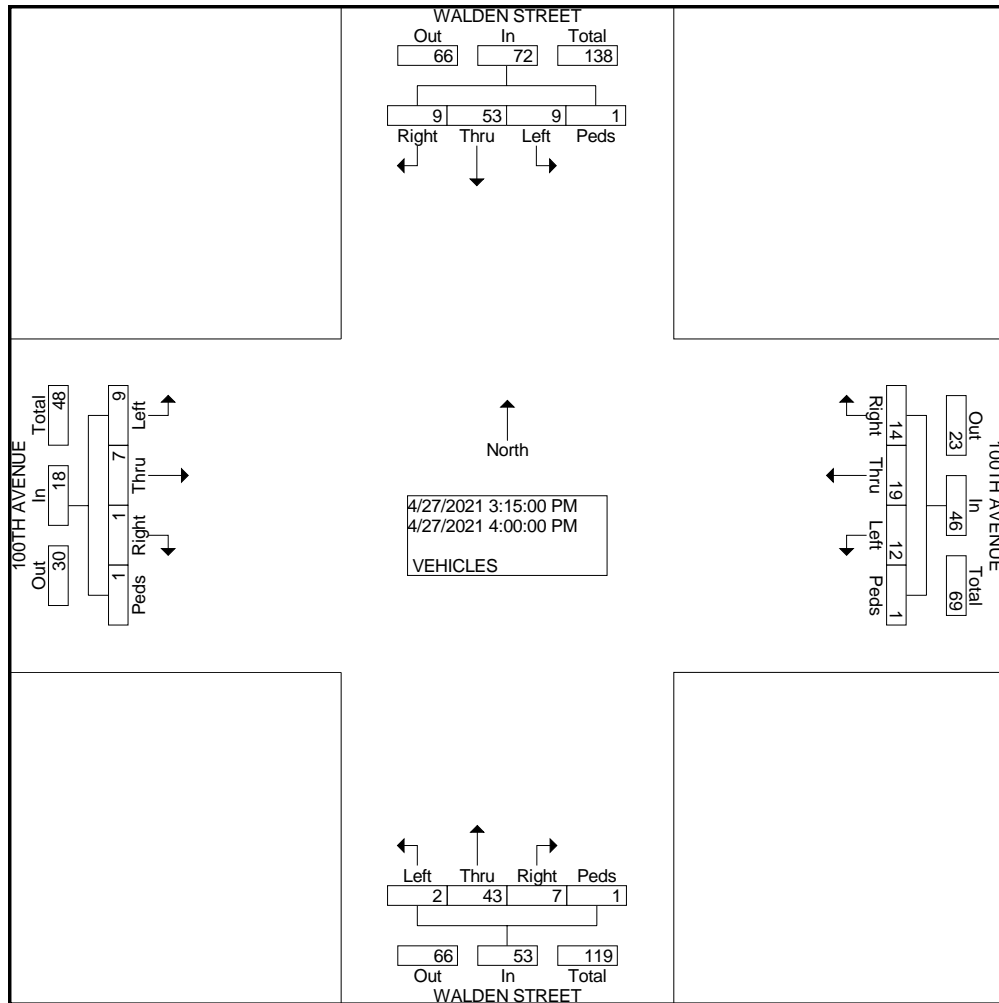 WALDEN STREET
Out In Total
66 72 138
9 53 9 1
Right Thru Left Peds
100TH AVENUE
Total In Out
48 18 30
9 7 1 1
Left Thru Right Peds
North
4/27/2021 3:15:00 PM
4/27/2021 4:00:00 PM
VEHICLES
100TH AVENUE
Out In Total
23 46 69
14 19 12 1
Right Thru Left Peds
Left Thru Right Peds
2 43 7 1
66 53 119
Out In Total
WALDEN STREET